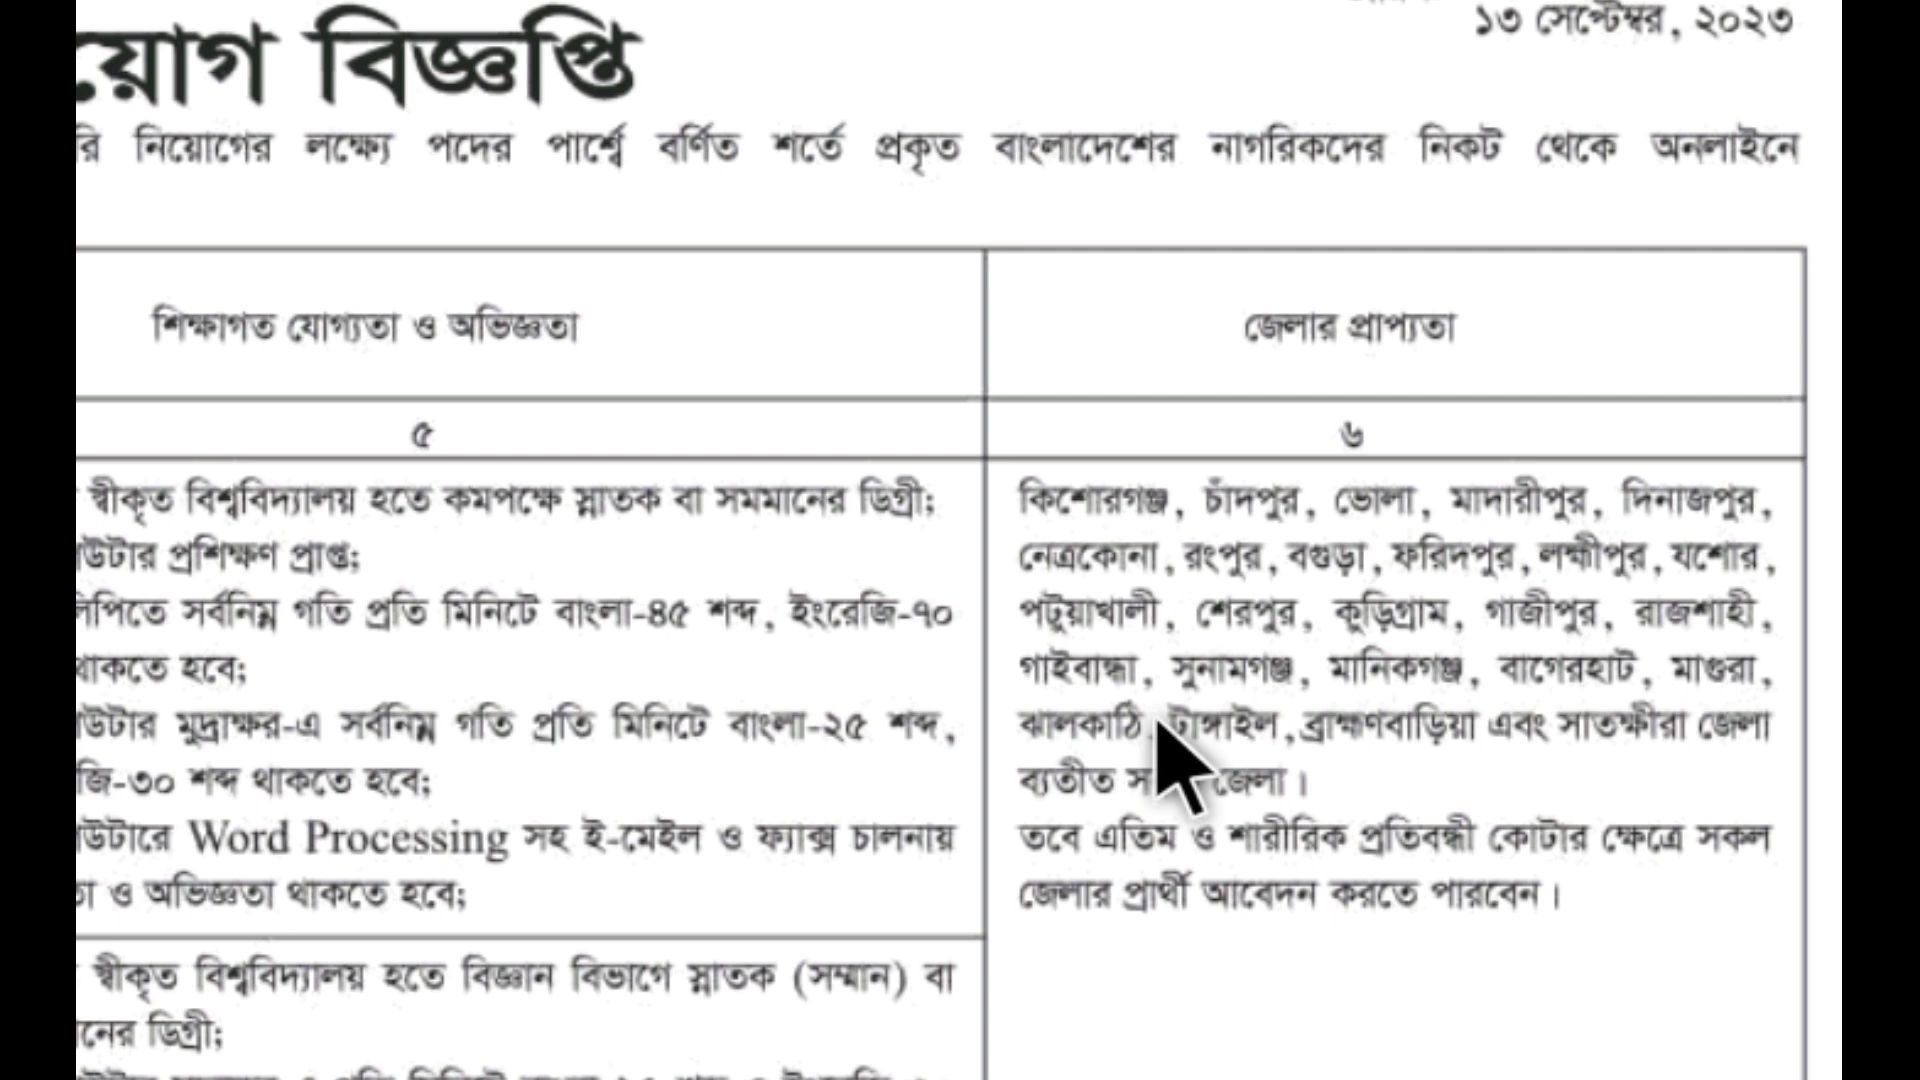 ১৩ সেপ্টেম্বর, ২০২৩
য়োগ বিজ্ঞপ্তি
রি নিয়োগের লক্ষ্যে পদের পার্শ্বে বর্ণিত শর্তে প্রকৃত বাংলাদেশের নাগরিকদের নিকট থেকে অনলাইনে
শিক্ষাগত যোগ্যতা ও অভিজ্ঞতা
জেলার প্রাপ্যতা
৫
৬
স্বীকৃত বিশ্ববিদ্যালয় হতে কমপক্ষে স্নাতক বা সমমানের ডিগ্রী;
উটার প্রশিক্ষণ প্রাপ্ত;
লিপিতে সর্বনিম্ন গতি প্রতি মিনিটে বাংলা-৪৫ শব্দ, ইংরেজি-৭০
থাকতে হবে;
উটার মুদ্রাক্ষর-এ সর্বনিম্ন গতি প্রতি মিনিটে বাংলা-২৫ শব্দ,
জি-৩০ শব্দ থাকতে হবে;
উটারে Word Processing সহ ই-মেইল ও ফ্যাক্স চালনায়
তা ও অভিজ্ঞতা থাকতে হবে;
কিশোরগঞ্জ, চাঁদপুর, ভোলা, মাদারীপুর, দিনাজপুর,
নেত্রকোনা, রংপুর, বগুড়া, ফরিদপুর, লক্ষ্মীপুর, যশোর,
পটুয়াখালী, শেরপুর, কুড়িগ্রাম, গাজীপুর, রাজশাহী,
গাইবান্ধা, সুনামগঞ্জ, মানিকগঞ্জ, বাগেরহাট, মাগুরা,
ঝালকাঠি, টাঙ্গাইল, ব্রাহ্মণবাড়িয়া এবং সাতক্ষীরা জেলা
ব্যতীত জেলা।
তবে এতিম ও শারীরিক প্রতিবন্ধী কোটার ক্ষেত্রে সকল
জেলার প্রার্থী আবেদন করতে পারবেন।
স্বীকৃত বিশ্ববিদ্যালয় হতে বিজ্ঞান বিভাগে স্নাতক (সম্মান) বা
নের ডিগ্রী;